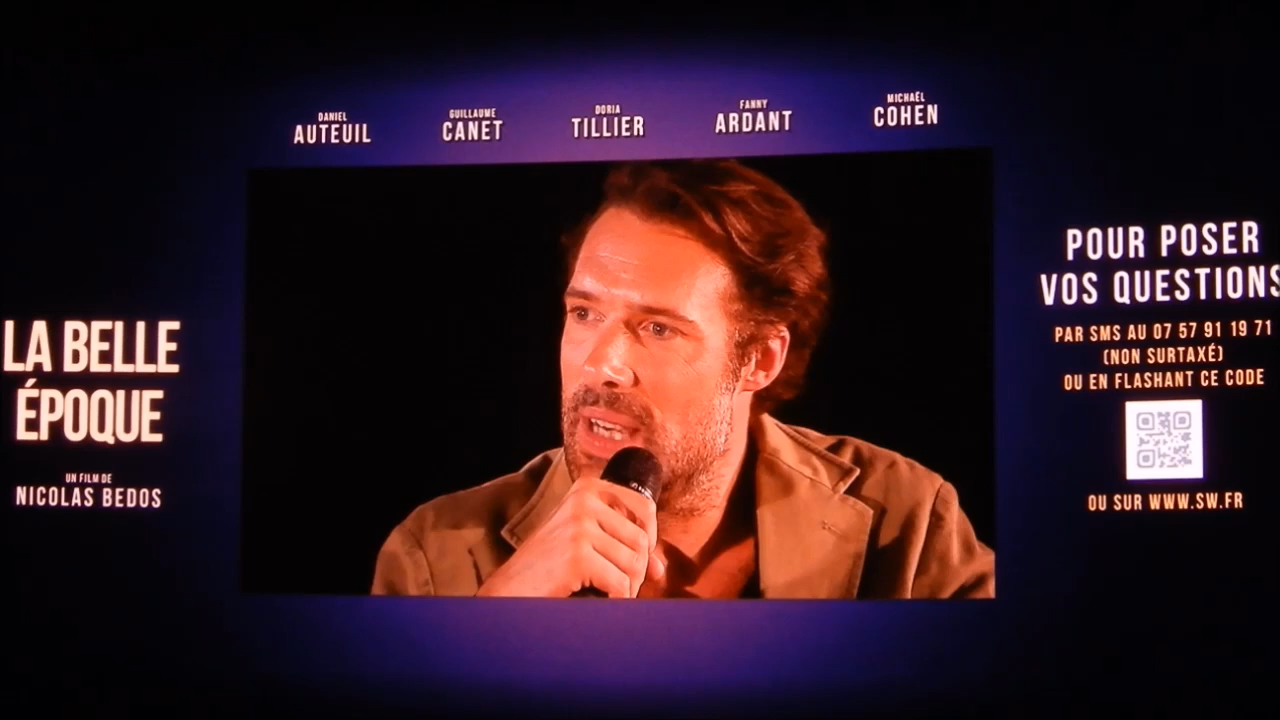 DANIEL
AUTEUIL
GUILLAUME
CANET
DORIA
TILLIER
FANNY
ARDANT
MICHAËL
COHEN
LA BELLE
ÉPOQUE
UN FILM DE
NICOLAS BEDOS
POUR POSER
VOS QUESTIONS
PAR SMS AU 07 57 91 19 71
(NON SURTAXÉ)
OU EN FLASHANT CE CODE
OU SUR WWW.SW.FR